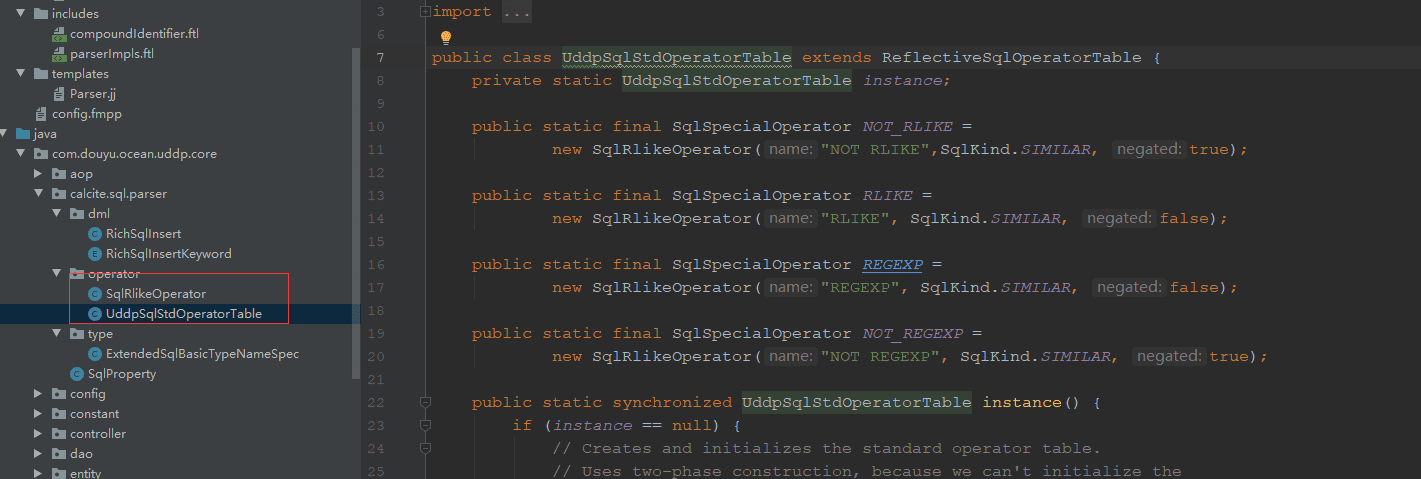 includes
compoundIdentifier.ftl
parserImpls.ftl
templates
Parser.jj
config.fmpp
java
com.douyu.ocean.uddp.core
aop
calcite.sql.parser
dml
RichSqlInsert
RichSqlInsertKeyword
operator
SqlRlikeOperator
UddpSqlStdOperatorTable
type
ExtendedSqlBasicTypeNameSpec
SqlProperty
config
constant
controller
dao
entity
3 import ...
6
7 public class UddpSqlStdOperatorTable extends ReflectiveSqlOperatorTable {
8 private static UddpSqlStdOperatorTable instance;
9
10 public static final SqlSpecialOperator NOT_RLIKE =
11 new SqlRlikeOperator( name: "NOT RLIKE",SqlKind.SIMILAR, negated: true);
12
13 public static final SqlSpecialOperator RLIKE =
14 new SqlRlikeOperator( name: "RLIKE", SqlKind.SIMILAR, negated: false);
15
16 public static final SqlSpecialOperator REGEXP =
17 new SqlRlikeOperator( name: "REGEXP", SqlKind.SIMILAR, negated: false);
18
19 public static final SqlSpecialOperator NOT_REGEXP =
20 new SqlRlikeOperator( name: "NOT REGEXP", SqlKind.SIMILAR, negated: true);
21
22 public static synchronized UddpSqlStdOperatorTable instance() {
23 if (instance == null) {
24 // Creates and initializes the standard operator table.
25 // Uses two-phase construction, because we can't initialize the